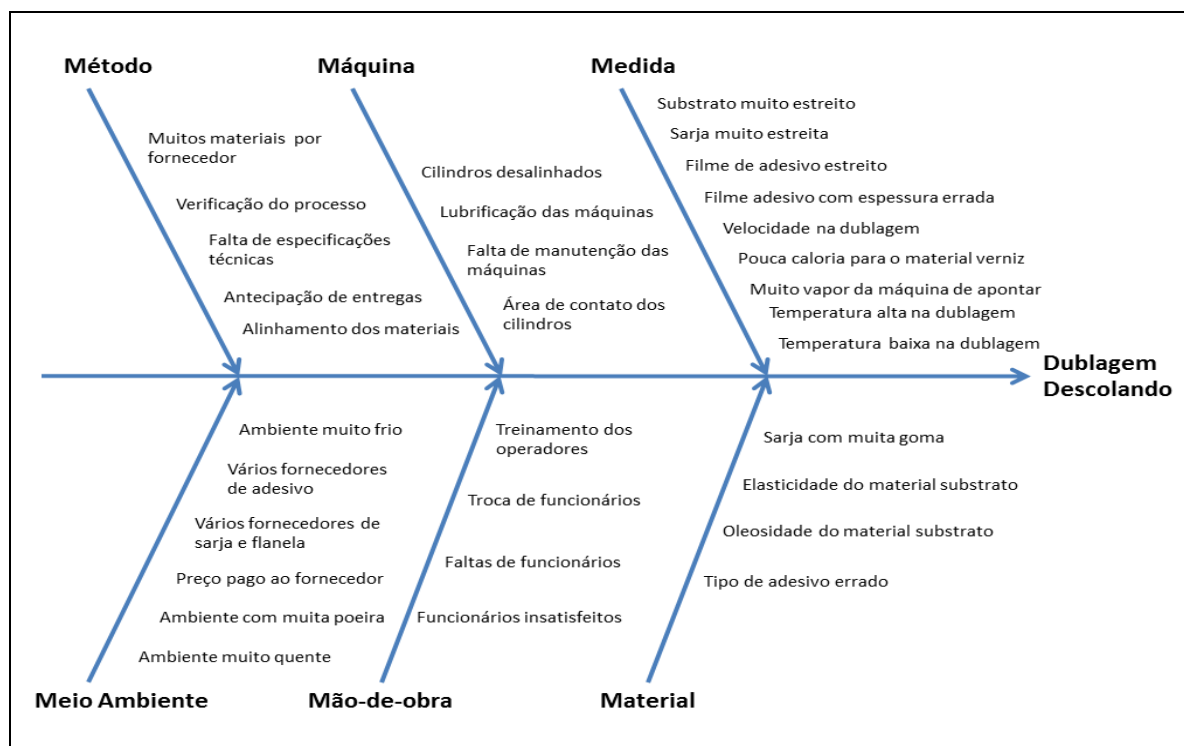 Método
Muitos materiais por
fornecedor
Verificação do processo
Falta de especificações
técnicas
Antecipação de entregas
Alinhamento dos materiais
Máquina
Cilindros desalinhados
Lubrificação das máquinas
Falta de manutenção das
máquinas
Área de contato dos
cilindros
Medida
Substrato muito estreito
Sarja muito estreita
Filme de adesivo estreito
Filme adesivo com espessura errada
Velocidade na dublagem
Pouca caloria para o material verniz
Muito vapor da máquina de apontar
Temperatura alta na dublagem
Temperatura baixa na dublagem
Dublagem
Descolando
Ambiente muito frio
Vários fornecedores
de adesivo
Vários fornecedores de
sarja e flanela
Preço pago ao fornecedor
Ambiente com muita poeira
Ambiente muito quente
Meio Ambiente
Treinamento dos
operadores
Troca de funcionários
Faltas de funcionários
Funcionários insatisfeitos
Mão-de-obra
Sarja com muita goma
Elasticidade do material substrato
Oleosidade do material substrato
Tipo de adesivo errado
Material